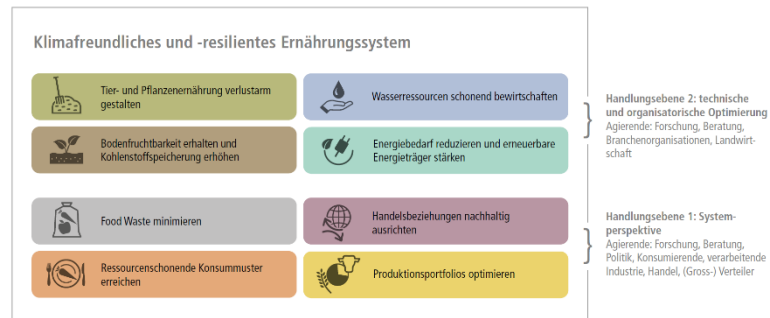 Klimafreundliches und -resilientes Ernährungssystem
Tier- und Pflanzenernährung verlustarm
gestalten
Wasserressourcen schonend bewirtschaften
Bodenfruchtbarkeit erhalten und
Kohlenstoffspeicherung erhöhen
Energiebedarf reduzieren und erneuerbare
Energieträger stärken
Handlungsebene 2: technische
und organisatorische Optimierung
Agierende: Forschung, Beratung,
Branchenorganisationen, Landwirt-
schaft
Food Waste minimieren
Handelsbeziehungen nachhaltig
ausrichten
Ressourcenschonende Konsummuster
erreichen
Produktionsportfolios optimieren
Handlungsebene 1: System-
perspektive
Agierende: Forschung, Beratung,
Politik, Konsumierende, verarbeitende
Industrie, Handel, (Gross-) Verteiler